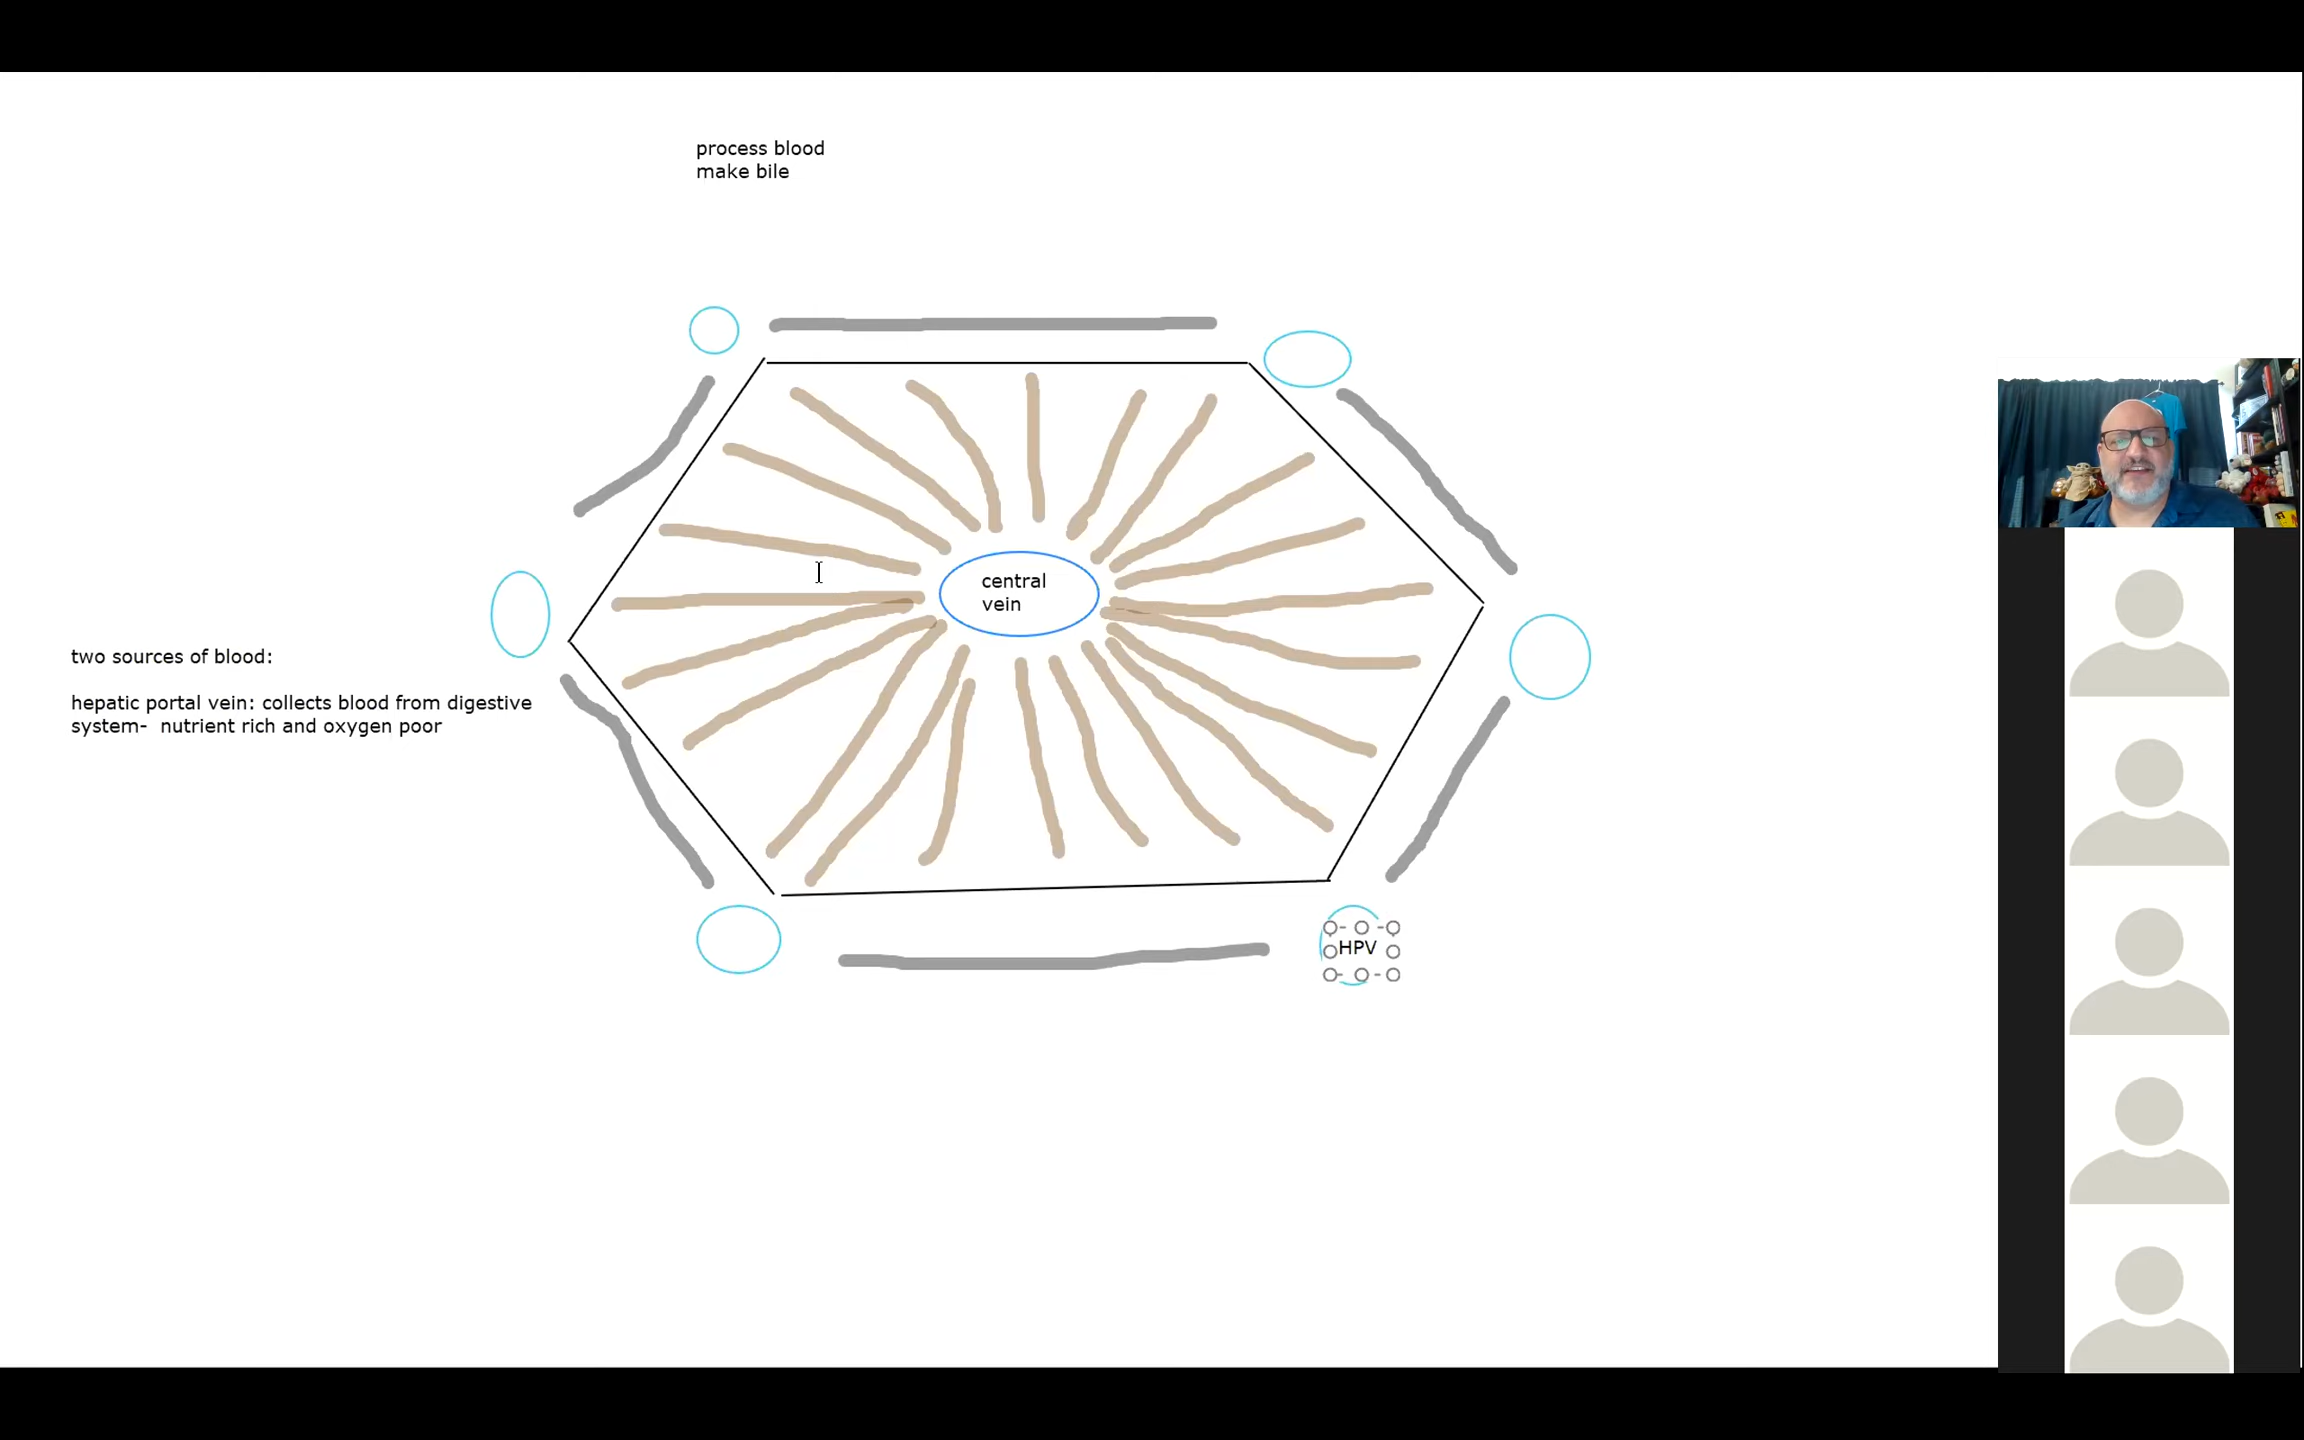 process blood
make bile
central
vein
two sources of blood:
hepatic portal vein: collects blood from digestive
system-  nutrient rich and oxygen poor
HPV